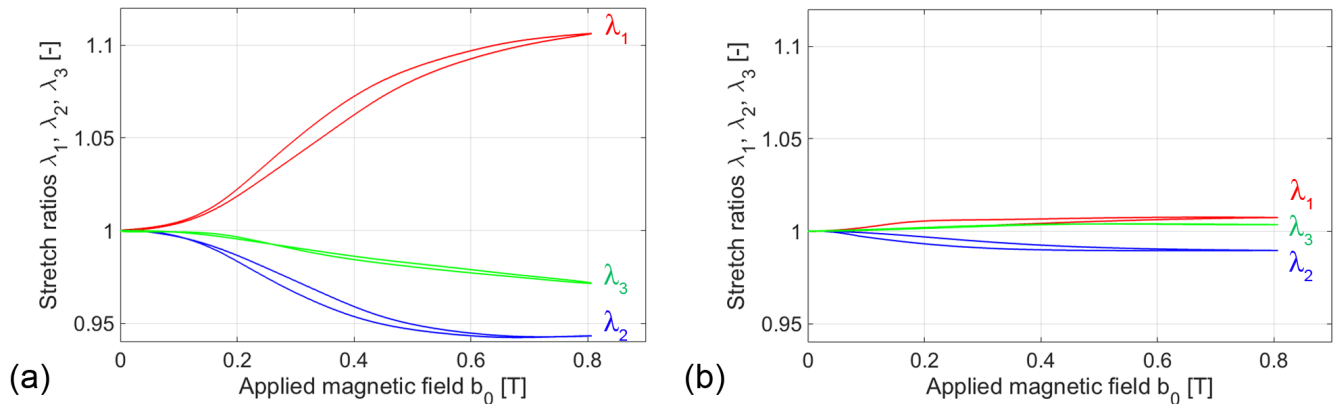 Stretch ratios λ₁, λ₂, λ₃ [-]
1.1
1.05
1
0.95
0
0.2
0.4
0.6
0.8
Applied magnetic field b₀ [T]
λ₁
λ₃
λ₂
(a)
Stretch ratios λ₁, λ₂, λ₃ [-]
1.1
1.05
1
0.95
0
0.2
0.4
0.6
0.8
Applied magnetic field b₀ [T]
λ₁
λ₃
λ₂
(b)